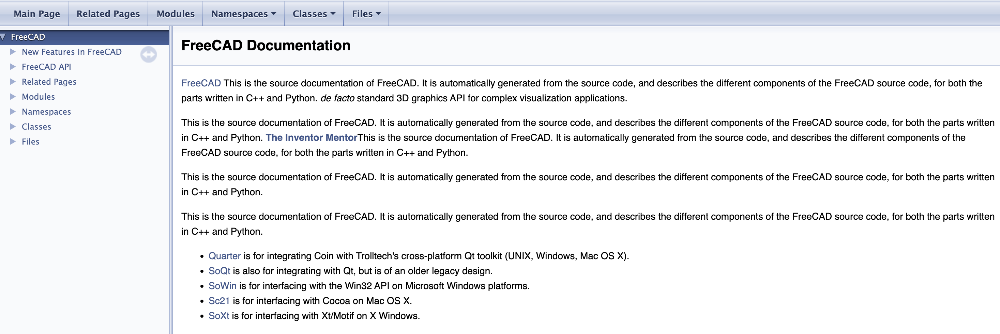 Main Page Related Pages Modules Namespaces Classes Files
FreeCAD
New Features in FreeCAD
FreeCAD API
Related Pages
Modules
Namespaces
Classes
Files
FreeCAD Documentation
FreeCAD This is the source documentation of FreeCAD. It is automatically generated from the source code, and describes the different components of the FreeCAD source code, for both the
parts written in C++ and Python. de facto standard 3D graphics API for complex visualization applications.
This is the source documentation of FreeCAD. It is automatically generated from the source code, and describes the different components of the FreeCAD source code, for both the parts written
in C++ and Python. The Inventor MentorThis is the source documentation of FreeCAD. It is automatically generated from the source code, and describes the different components of the
FreeCAD source code, for both the parts written in C++ and Python.
This is the source documentation of FreeCAD. It is automatically generated from the source code, and describes the different components of the FreeCAD source code, for both the parts written
in C++ and Python.
This is the source documentation of FreeCAD. It is automatically generated from the source code, and describes the different components of the FreeCAD source code, for both the parts written
in C++ and Python.
• Quarter is for integrating Coin with Trolltech's cross-platform Qt toolkit (UNIX, Windows, Mac OS X).
• SoQt is also for integrating with Qt, but is of an older legacy design.
• SoWin is for interfacing with the Win32 API on Microsoft Windows platforms.
• Sc21 is for interfacing with Cocoa on Mac OS X.
• SoXt is for interfacing with Xt/Motif on X Windows.